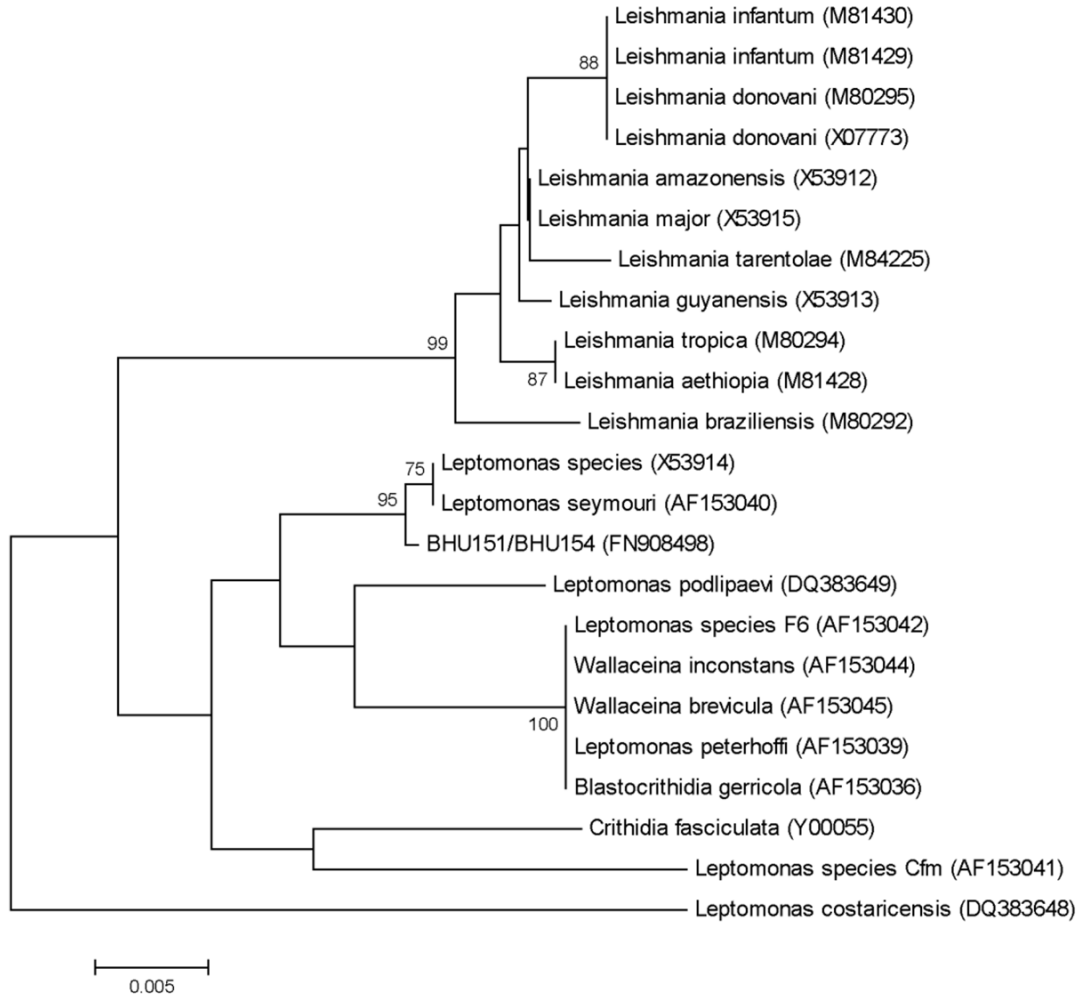 Leishmania infantum (M81430)
88
Leishmania infantum (M81429)
Leishmania donovani (M80295)
Leishmania donovani (X07773)
Leishmania amazonensis (X53912)
Leishmania major (X53915)
Leishmania tarentolae (M84225)
Leishmania guyanensis (X53913)
99
Leishmania tropica (M80294)
87
Leishmania aethiopia (M81428)
Leishmania braziliensis (M80292)
75
Leptomonas species (X53914)
95
Leptomonas seymouri (AF153040)
BHU151/BHU154 (FN908498)
Leptomonas podlipaevi (DQ383649)
Leptomonas species F6 (AF153042)
Wallaceina inconstans (AF153044)
Wallaceina brevicula (AF153045)
100
Leptomonas peterhoffi (AF153039)
Blastocrithidia gerricola (AF153036)
Crithidia fasciculata (Y00055)
Leptomonas species Cfm (AF153041)
Leptomonas costaricensis (DQ383648)
0.005